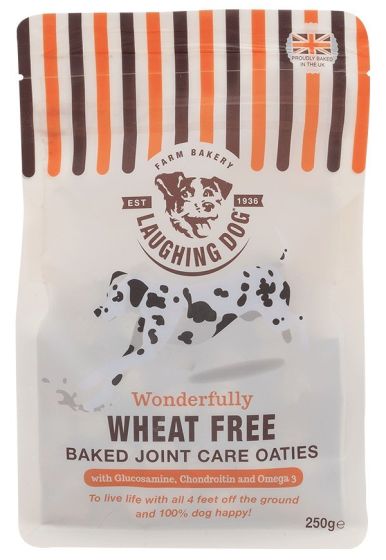 PROUDLY BAKED
IN THE UK
FARM BAKERY
EST 1936
LAUGHING DOG
Wonderfully
WHEAT FREE
BAKED JOINT CARE OATIES
with Glucosamine, Chondroitin and Omega 3
To live life with all 4 feet off the ground
and 100% dog happy!
250g℮